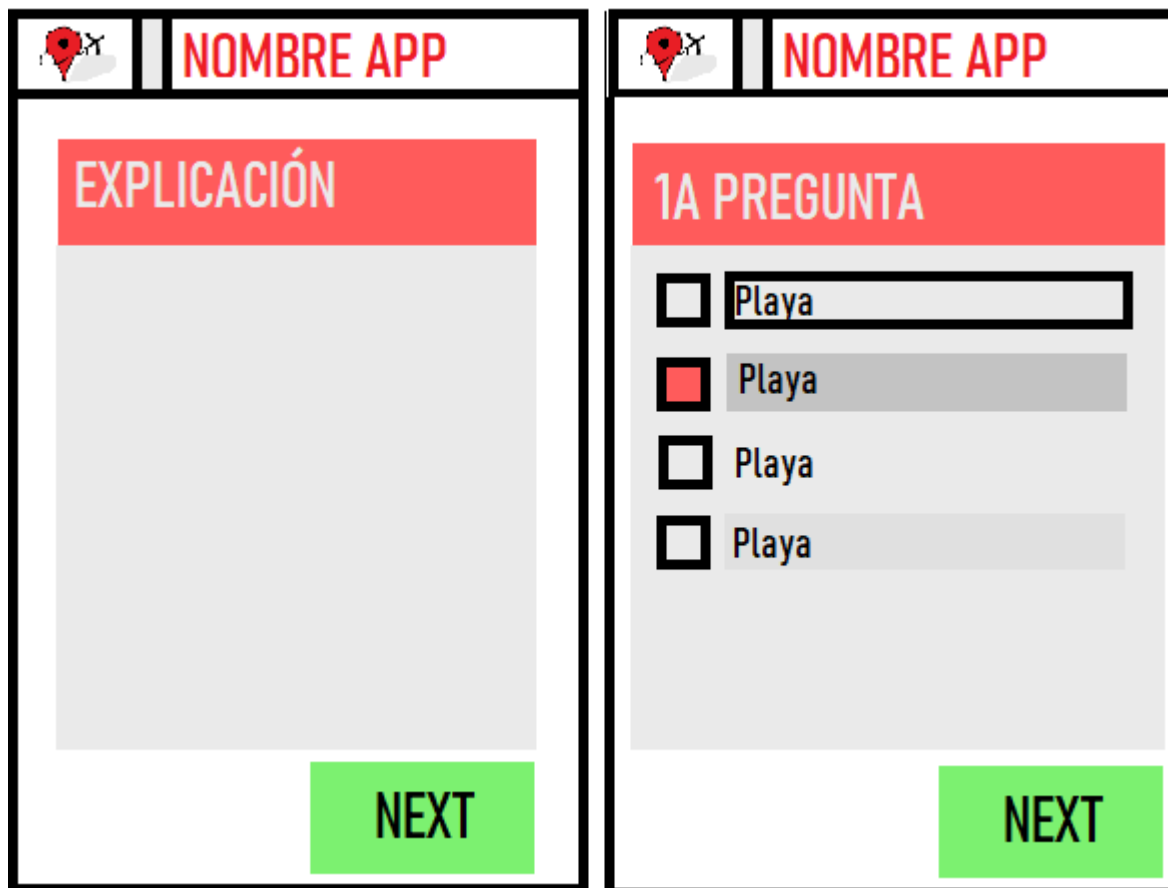 NOMBRE APP
EXPLICACIÓN
NEXT
NOMBRE APP
1A PREGUNTA
Playa
Playa
Playa
Playa
NEXT